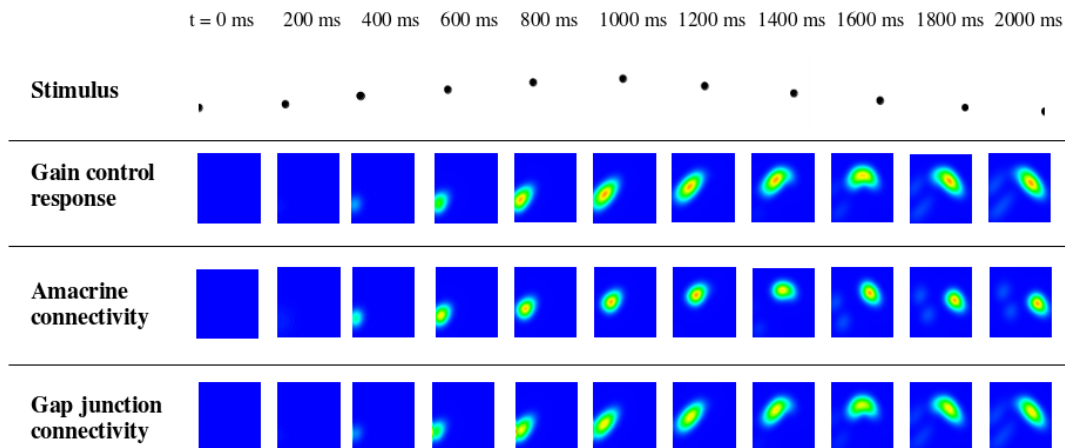 t = 0 ms 200 ms 400 ms 600 ms 800 ms 1000 ms 1200 ms 1400 ms 1600 ms 1800 ms 2000 ms
Stimulus
Gain control
response
Amacrine
connectivity
Gap junction
connectivity